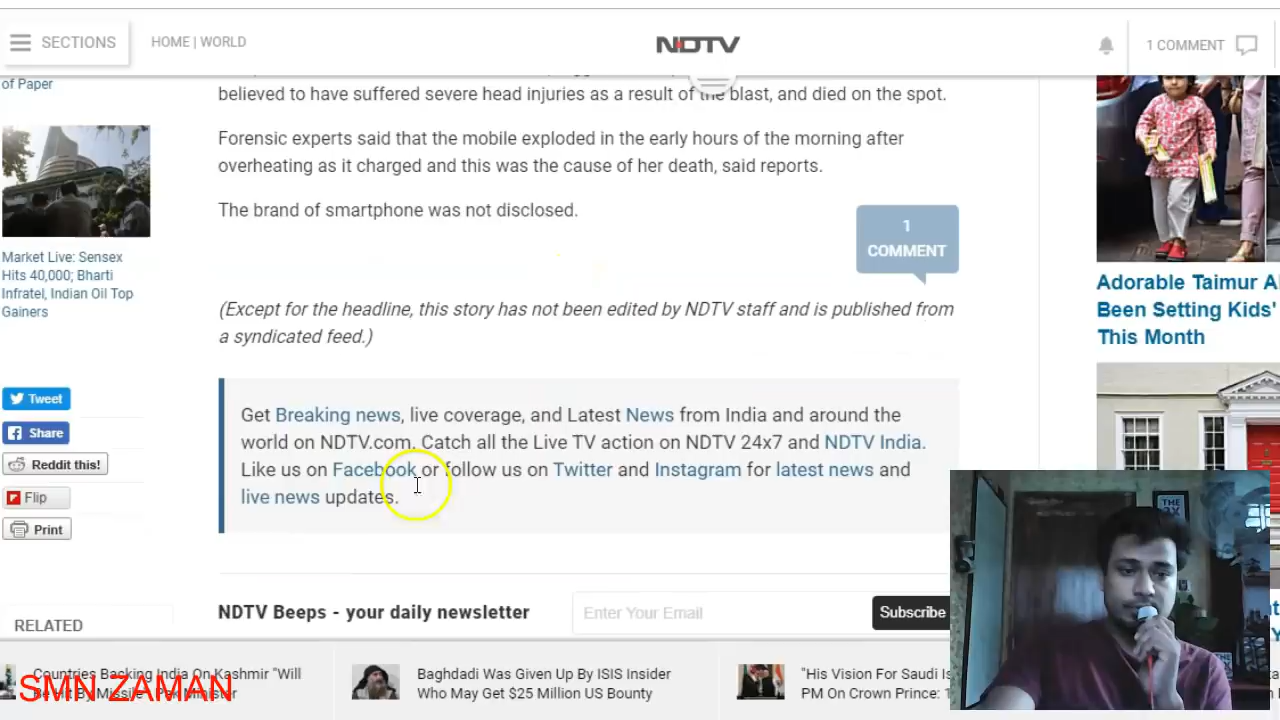 SECTIONS
HOME | WORLD
NDTV
1 COMMENT
of Paper
believed to have suffered severe head injuries as a result of the blast, and died on the spot.
Forensic experts said that the mobile exploded in the early hours of the morning after
overheating as it charged and this was the cause of her death, said reports.
The brand of smartphone was not disclosed.
1
COMMENT
Market Live: Sensex
Hits 40,000; Bharti
Infratel, Indian Oil Top
Gainers
Adorable Taimur A
Been Setting Kids'
This Month
(Except for the headline, this story has not been edited by NDTV staff and is published from
a syndicated feed.)
Tweet
Share
Reddit this!
Flip
Print
Get Breaking news, live coverage, and Latest News from India and around the
world on NDTV.com. Catch all the Live TV action on NDTV 24x7 and NDTV India.
Like us on Facebook or follow us on Twitter and Instagram for latest news and
live news updates.
NDTV Beeps - your daily newsletter
Enter Your Email
Subscribe
RELATED
Countries Backing India On Kashmir "Will
Be Hit By Missile": Pak Minister
Baghdadi Was Given Up By ISIS Insider
Who May Get $25 Million US Bounty
"His Vision For Saudi Is
PM On Crown Prince: 1
SMN ZAMAN